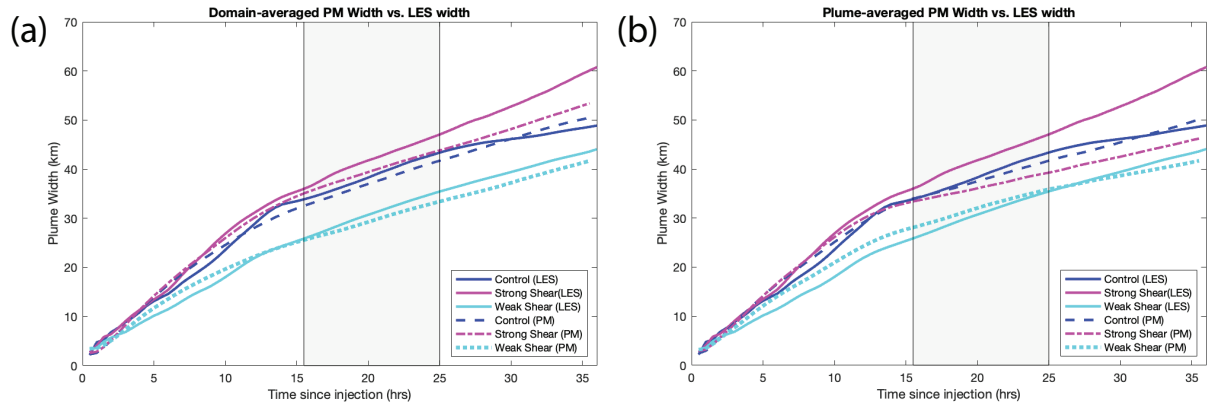 (a)
Domain-averaged PM Width vs. LES width
70
60
50
40
30
20
10
0
Plume Width (km)
0 5 10 15 20 25 30 35
Time since injection (hrs)
Control (LES)
Strong Shear(LES)
Weak Shear (LES)
Control (PM)
Strong Shear (PM)
Weak Shear (PM)
(b)
Plume-averaged PM Width vs. LES width
70
60
50
40
30
20
10
0
Plume Width (km)
0 5 10 15 20 25 30 35
Time since injection (hrs)
Control (LES)
Strong Shear(LES)
Weak Shear (LES)
Control (PM)
Strong Shear (PM)
Weak Shear (PM)